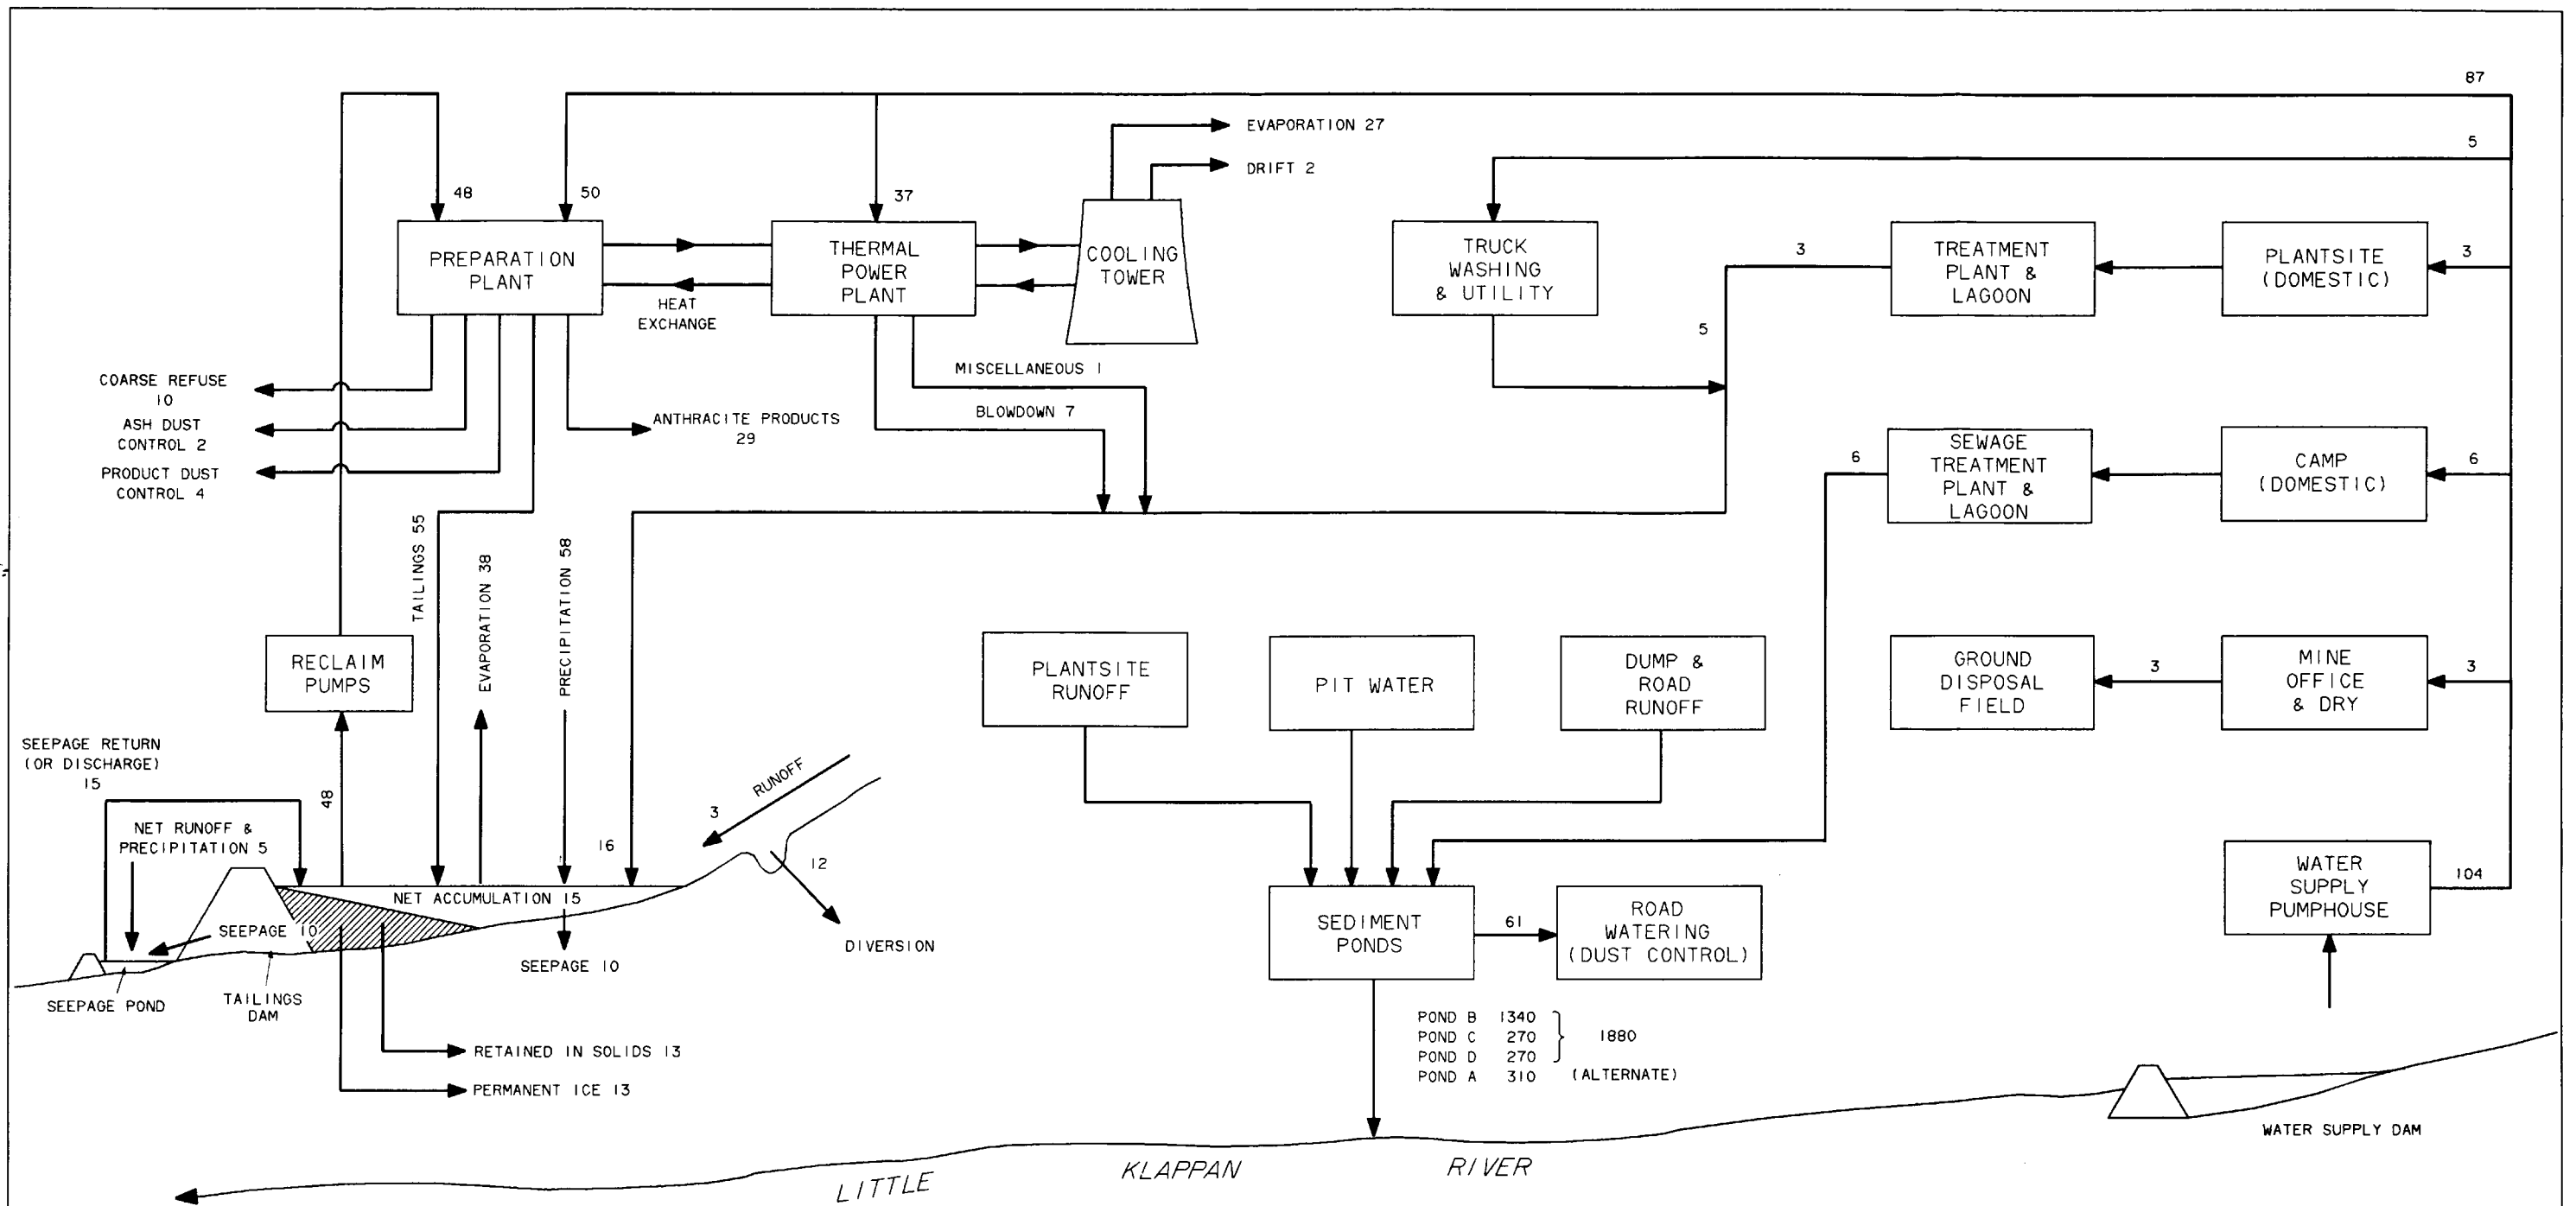 87
5
EVAPORATION 27
DRIFT 2
48
50
37
PREPARATION
PLANT
THERMAL
POWER
PLANT
COOLING
TOWER
HEAT
EXCHANGE
TRUCK
WASHING
& UTILITY
3
TREATMENT
PLANT &
LAGOON
PLANTSITE
(DOMESTIC)
3
5
COARSE REFUSE
10
ASH DUST
CONTROL 2
PRODUCT DUST
CONTROL 4
ANTHRACITE PRODUCTS
29
MISCELLANEOUS 1
BLOWDOWN 7
6
SEWAGE
TREATMENT
PLANT &
LAGOON
CAMP
(DOMESTIC)
6
TAILINGS 55
EVAPORATION 38
PRECIPITATION 58
RECLAIM
PUMPS
PLANTSITE
RUNOFF
PIT WATER
DUMP &
ROAD
RUNOFF
GROUND
DISPOSAL
FIELD
3
MINE
OFFICE
& DRY
3
SEEPAGE RETURN
(OR DISCHARGE)
15
48
NET RUNOFF &
PRECIPITATION 5
16
3
RUNOFF
12
DIVERSION
NET ACCUMULATION 15
SEEPAGE 10
SEEPAGE 10
SEEPAGE POND
TAILINGS
DAM
RETAINED IN SOLIDS 13
PERMANENT ICE 13
SEDIMENT
PONDS
61
ROAD
WATERING
(DUST CONTROL)
WATER
SUPPLY
PUMPHOUSE
104
POND B 1340
POND C 270
POND D 270
1880
POND A 310 (ALTERNATE)
WATER SUPPLY DAM
LITTLE KLAPPAN RIVER